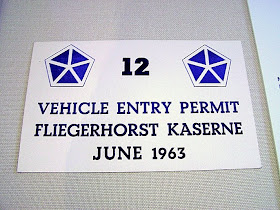 12
VEHICLE ENTRY PERMIT
FLIEGERHORST KASERNE
JUNE 1963